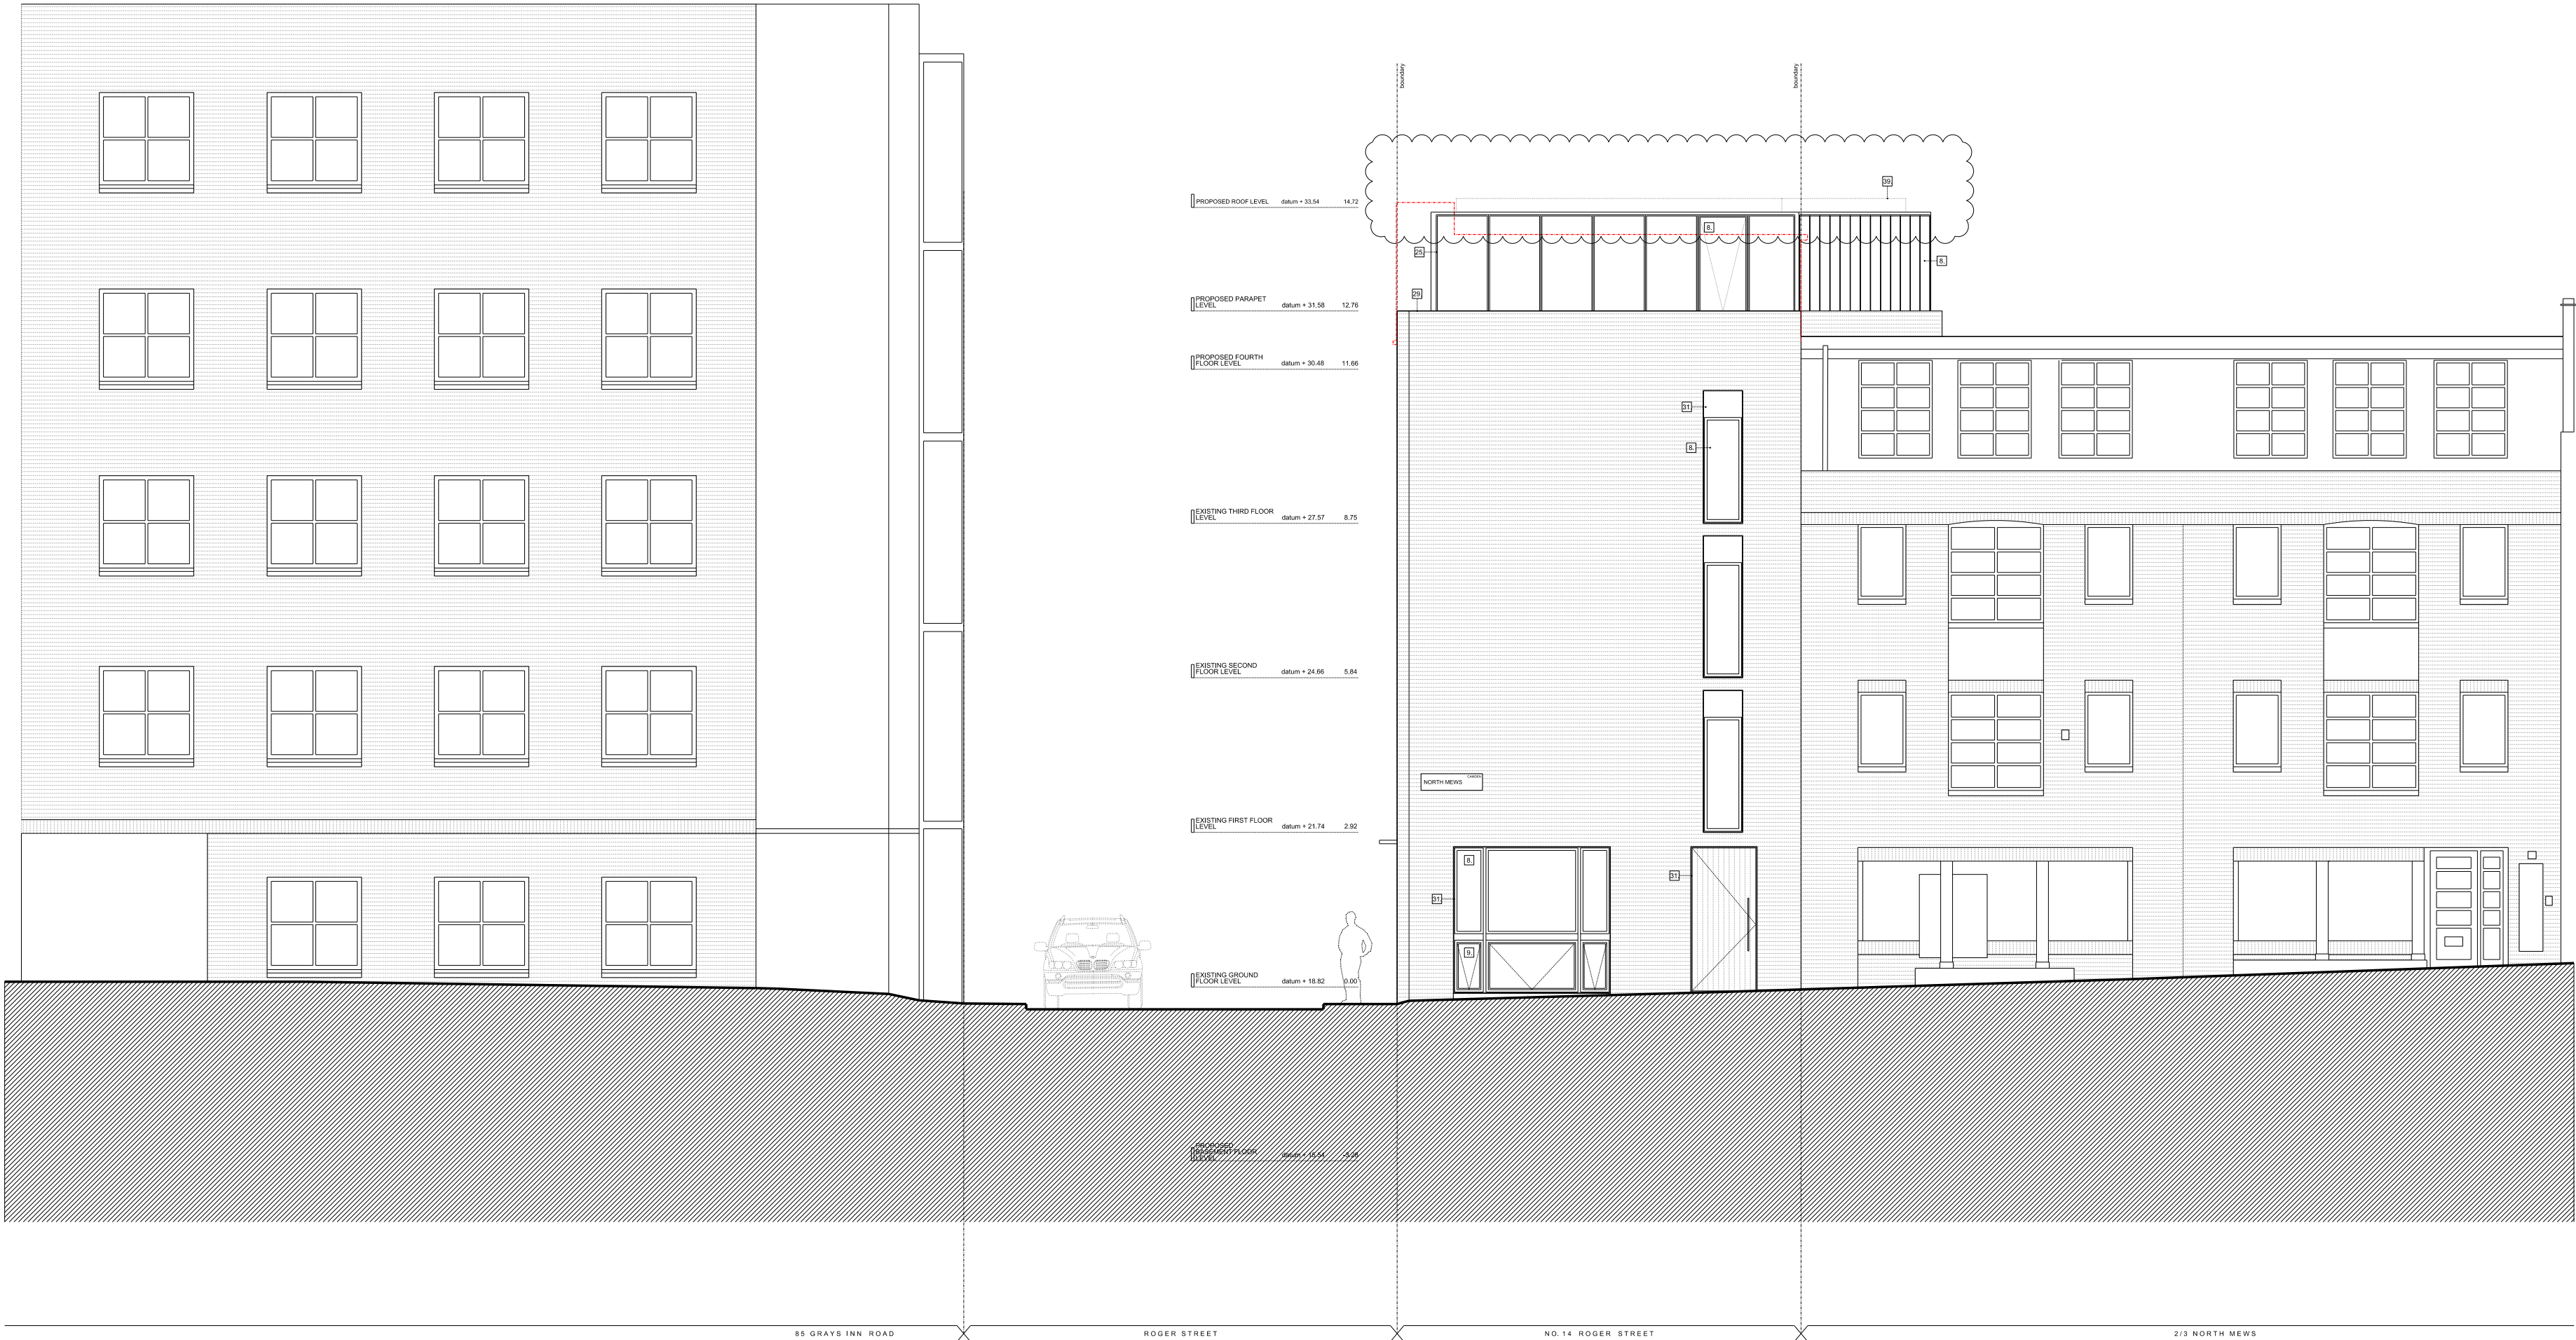 boundary
boundary
39.
PROPOSED ROOF LEVEL datum + 33.54 14.72
8.
25.
8.
29.
PROPOSED PARAPET
LEVEL datum + 31.58 12.76
PROPOSED FOURTH
FLOOR LEVEL datum + 30.48 11.66
31.
8.
EXISTING THIRD FLOOR
LEVEL datum + 27.57 8.75
EXISTING SECOND
FLOOR LEVEL datum + 24.66 5.84
CAMDEN
NORTH MEWS
EXISTING FIRST FLOOR
LEVEL datum + 21.74 2.92
8.
31.
31.
9.
EXISTING GROUND
FLOOR LEVEL datum + 18.82 0.00
PROPOSED
BASEMENT FLOOR
LEVEL datum + 15.54 -3.28
85 GRAYS INN ROAD
ROGER STREET
NO. 14 ROGER STREET
2/3 NORTH MEWS